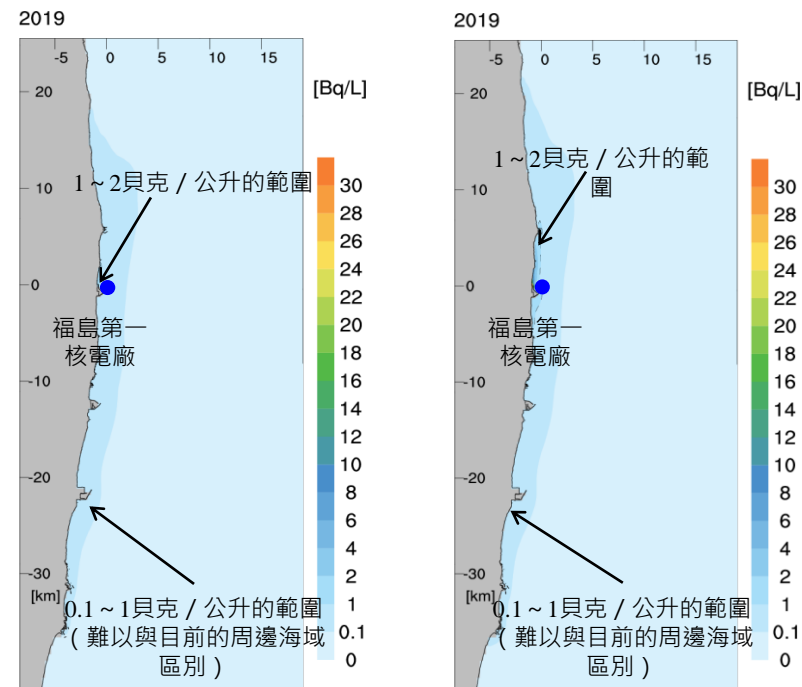 2019
-5 0 5 10 15
[Bq/L]
20
10
0
-10
-20
-30
[km]
1～2貝克／公升的範圍
福島第一
核電廠
0.1～1貝克／公升的範圍
（難以與目前的周邊海域
區別）
30
28
26
24
22
20
18
16
14
12
10
8
6
4
2
1
0.1
0
2019
-5 0 5 10 15
[Bq/L]
20
10
0
-10
-20
-30
[km]
1～2貝克／公升的範
圍
福島第一
核電廠
0.1～1貝克／公升的範圍
（難以與目前的周邊海域
區別）
30
28
26
24
22
20
18
16
14
12
10
8
6
4
2
1
0.1
0